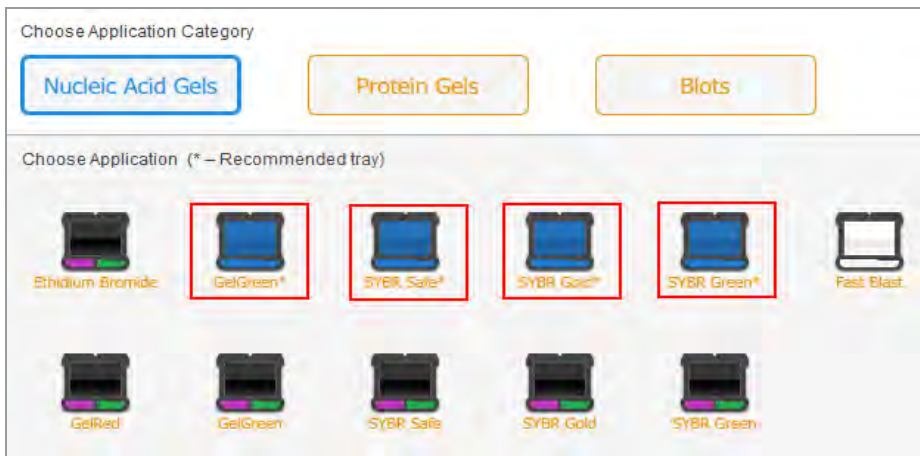 Choose Application Category
Nucleic Acid Gels Protein Gels Blots
Choose Application (* – Recommended tray)
Ethidium Bromide GelGreen* SYBR Safe* SYBR Gold* SYBR Green* Fast Blast
GelRed GelGreen SYBR Safe SYBR Gold SYBR Green